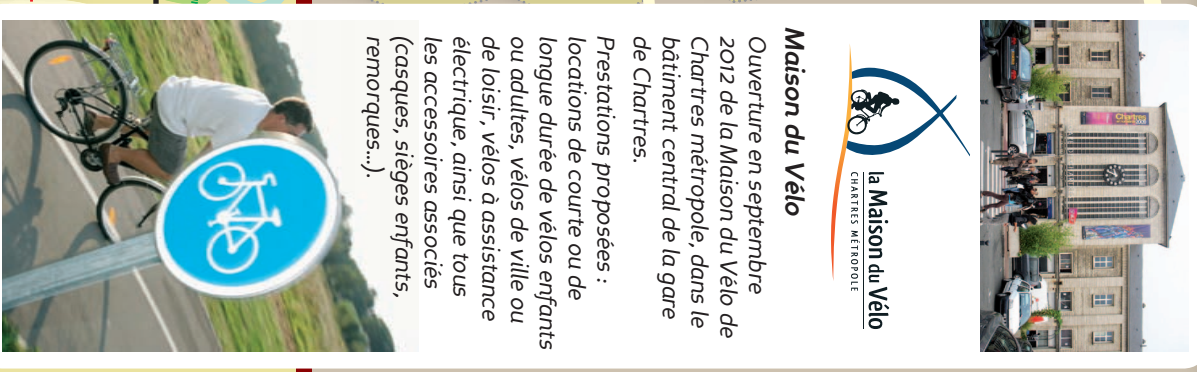 Chartres
la Maison du Vélo
CHARTRES MÉTROPOLE
Maison du Vélo
Ouverture en septembre
2012 de la Maison du Vélo de
Chartres métropole, dans le
bâtiment central de la gare
de Chartres.
Prestations proposées :
locations de courte ou de
longue durée de vélos enfants
ou adultes, vélos de ville ou
de loisir, vélos à assistance
électrique, ainsi que tous
les accessoires associés
(casques, sièges enfants,
remorques...).